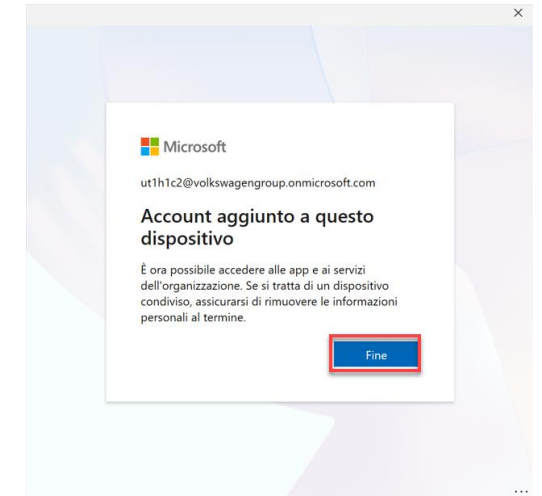 Microsoft
ut1h1c2@volkswagengroup.onmicrosoft.com
Account aggiunto a questo
dispositivo
È ora possibile accedere alle app e ai servizi
dell'organizzazione. Se si tratta di un dispositivo
condiviso, assicurarsi di rimuovere le informazioni
personali al termine.
Fine